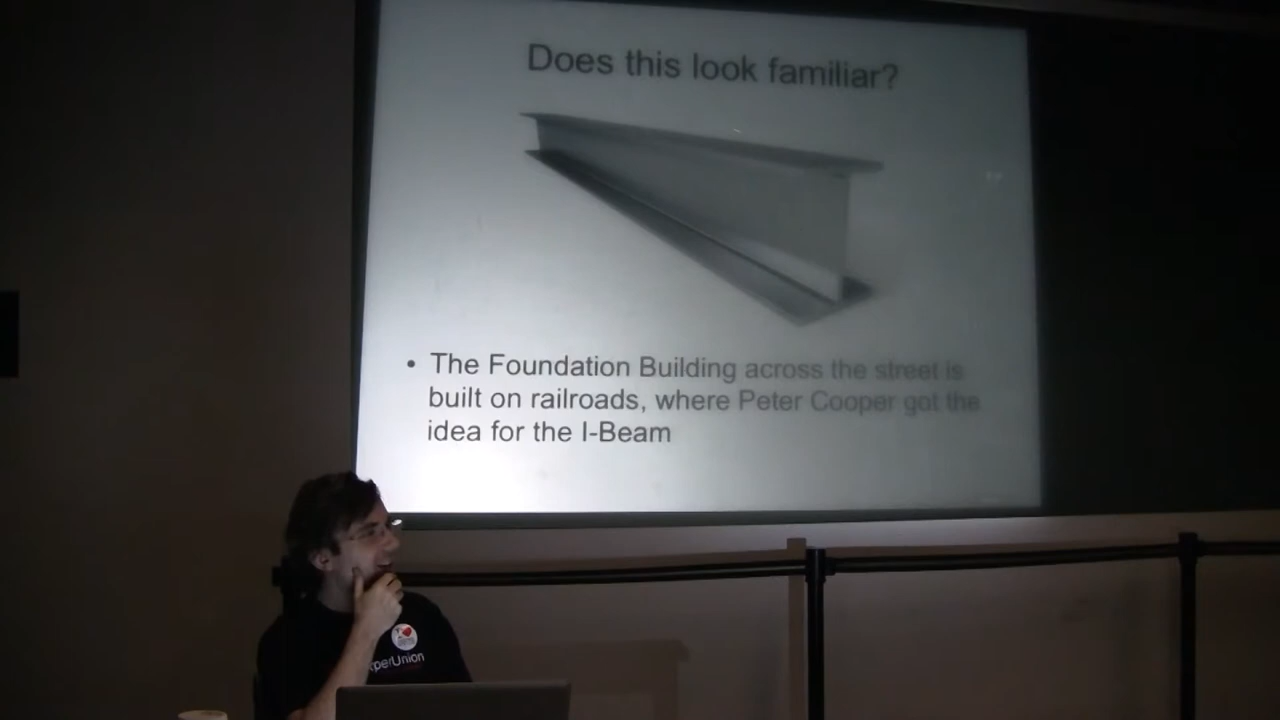 Does this look familiar?
• The Foundation Building across the street is
built on railroads, where Peter Cooper got the
idea for the I-Beam
perUnion